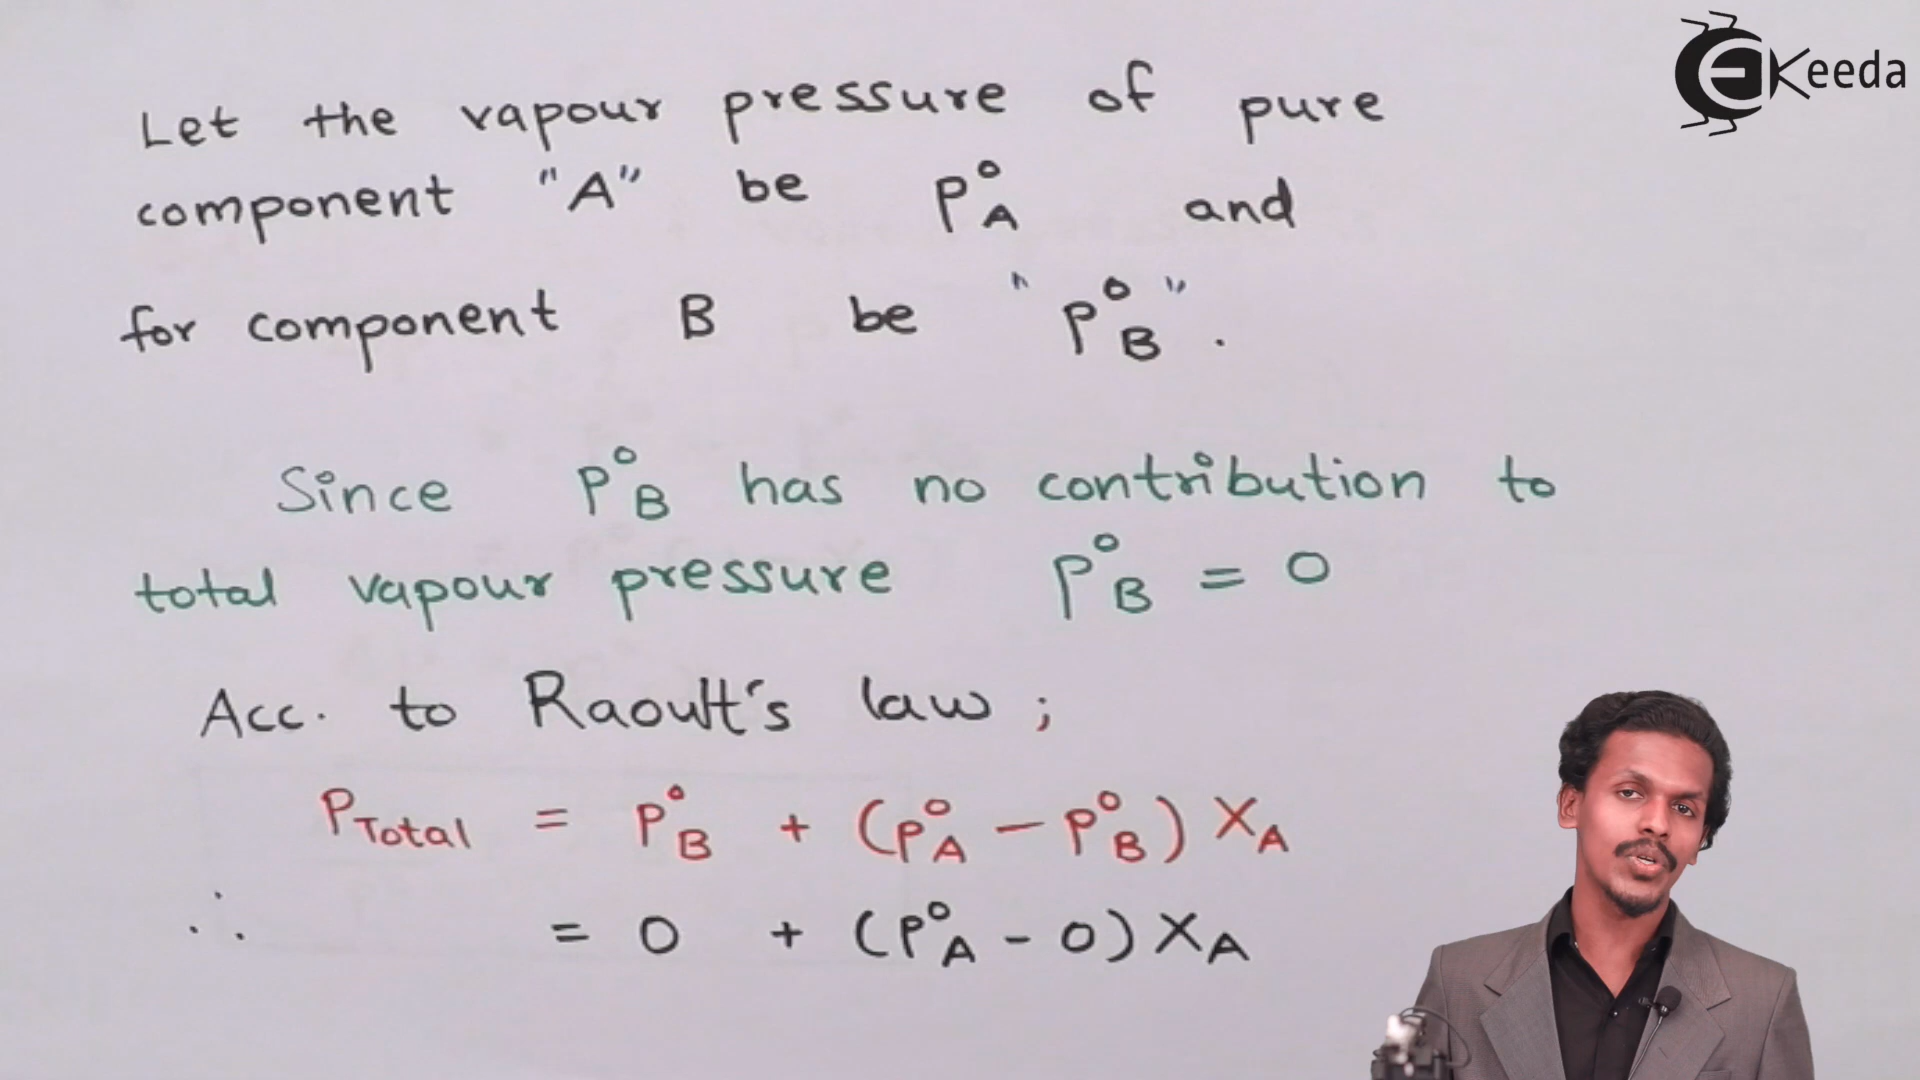 EKeeda
Let the vapour pressure of pure
component "A" be P°A and
for component B be "P°B".
Since P°B has no contribution to
total vapour pressure P°B = 0
Acc. to Raoult's law ;
PTotal = P°B + (P°A - P°B) XA
∴ = 0 + (P°A - 0) XA